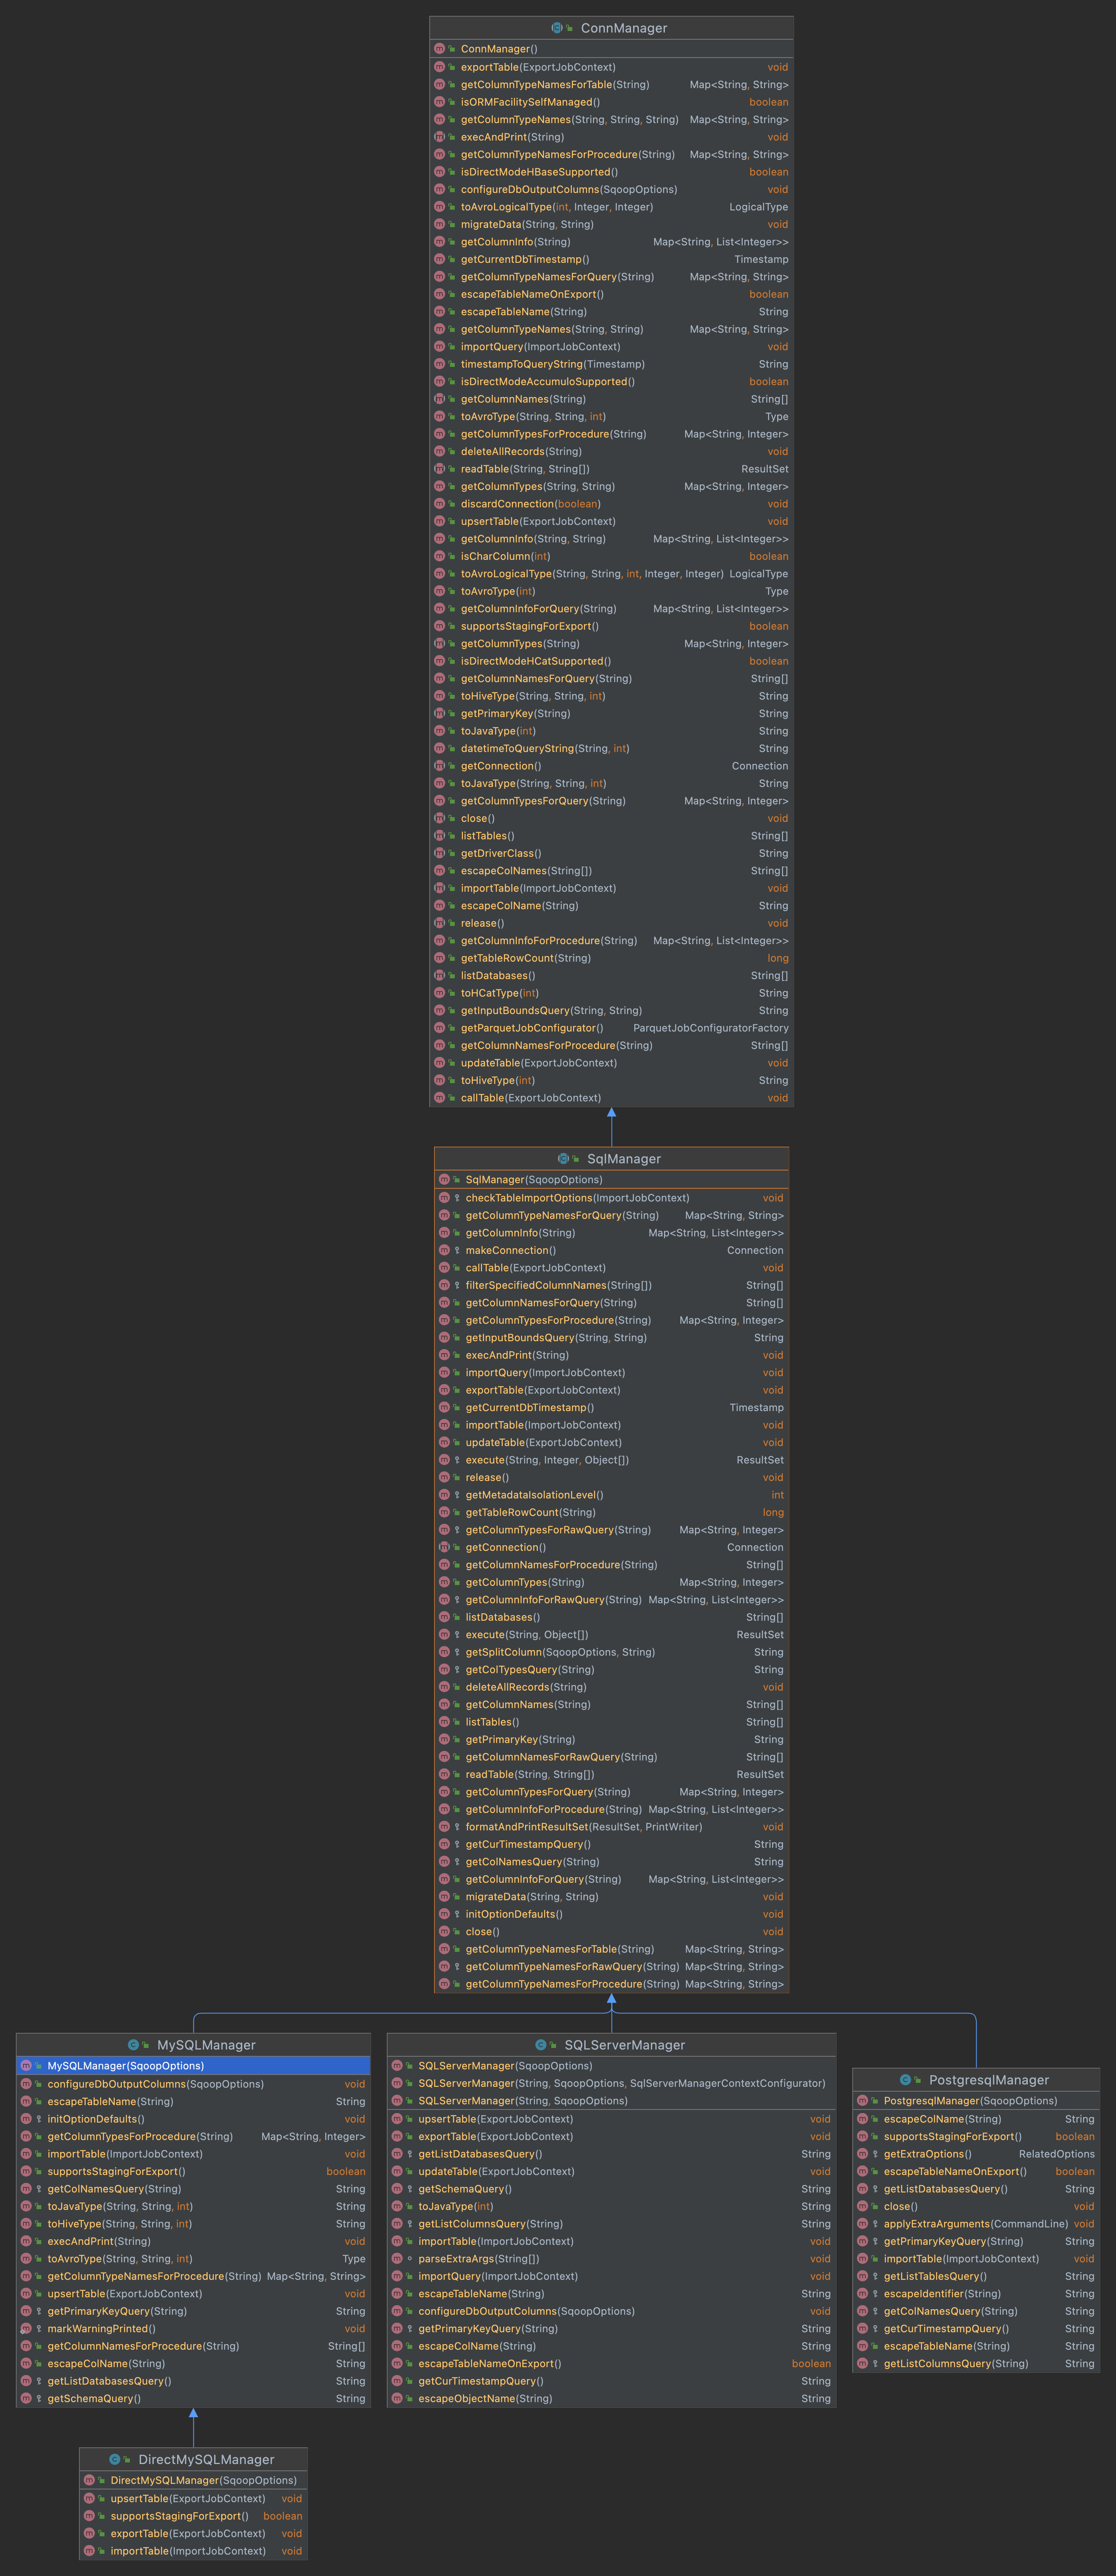 ConnManager
ConnManager()
exportTable(ExportJobContext) void
getColumnTypeNamesForTable(String) Map<String, String>
isORMFacilitySelfManaged() boolean
getColumnTypeNames(String, String, String) Map<String, String>
execAndPrint(String) void
getColumnTypeNamesForProcedure(String) Map<String, String>
isDirectModeHBaseSupported() boolean
configureDbOutputColumns(SqoopOptions) void
toAvroLogicalType(int, Integer, Integer) LogicalType
migrateData(String, String) void
getColumnInfo(String) Map<String, List<Integer>>
getCurrentDbTimestamp() Timestamp
getColumnTypeNamesForQuery(String) Map<String, String>
escapeTableNameOnExport() boolean
escapeTableName(String) String
getColumnTypeNames(String, String) Map<String, String>
importQuery(ImportJobContext) void
timestampToQueryString(Timestamp) String
isDirectModeAccumuloSupported() boolean
getColumnNames(String) String[]
toAvroType(String, String, int) Type
getColumnTypesForProcedure(String) Map<String, Integer>
deleteAllRecords(String) void
readTable(String, String[]) ResultSet
getColumnTypes(String, String) Map<String, Integer>
discardConnection(boolean) void
upsertTable(ExportJobContext) void
getColumnInfo(String, String) Map<String, List<Integer>>
isCharColumn(int) boolean
toAvroLogicalType(String, String, int, Integer, Integer) LogicalType
toAvroType(int) Type
getColumnInfoForQuery(String) Map<String, List<Integer>>
supportsStagingForExport() boolean
getColumnTypes(String) Map<String, Integer>
isDirectModeHCatSupported() boolean
getColumnNamesForQuery(String) String[]
toHiveType(String, String, int) String
getPrimaryKey(String) String
toJavaType(int) String
datetimeToQueryString(String, int) String
getConnection() Connection
toJavaType(String, String, int) String
getColumnTypesForQuery(String) Map<String, Integer>
close() void
listTables() String[]
getDriverClass() String
escapeColNames(String[]) String[]
importTable(ImportJobContext) void
escapeColName(String) String
release() void
getColumnInfoForProcedure(String) Map<String, List<Integer>>
getTableRowCount(String) long
listDatabases() String[]
toHCatType(int) String
getInputBoundsQuery(String, String) String
getParquetJobConfigurator() ParquetJobConfiguratorFactory
getColumnNamesForProcedure(String) String[]
updateTable(ExportJobContext) void
toHiveType(int) String
callTable(ExportJobContext) void
SqlManager
SqlManager(SqoopOptions)
checkTableImportOptions(ImportJobContext) void
getColumnTypeNamesForQuery(String) Map<String, String>
getColumnInfo(String) Map<String, List<Integer>>
makeConnection() Connection
callTable(ExportJobContext) void
filterSpecifiedColumnNames(String[]) String[]
getColumnNamesForQuery(String) String[]
getColumnTypesForProcedure(String) Map<String, Integer>
getInputBoundsQuery(String, String) String
execAndPrint(String) void
importQuery(ImportJobContext) void
exportTable(ExportJobContext) void
getCurrentDbTimestamp() Timestamp
importTable(ImportJobContext) void
updateTable(ExportJobContext) void
execute(String, Integer, Object[]) ResultSet
release() void
getMetadataIsolationLevel() int
getTableRowCount(String) long
getColumnTypesForRawQuery(String) Map<String, Integer>
getConnection() Connection
getColumnNamesForProcedure(String) String[]
getColumnTypes(String) Map<String, Integer>
getColumnInfoForRawQuery(String) Map<String, List<Integer>>
listDatabases() String[]
execute(String, Object[]) ResultSet
getSplitColumn(SqoopOptions, String) String
getColTypesQuery(String) String
deleteAllRecords(String) void
getColumnNames(String) String[]
listTables() String[]
getPrimaryKey(String) String
getColumnNamesForRawQuery(String) String[]
readTable(String, String[]) ResultSet
getColumnTypesForQuery(String) Map<String, Integer>
getColumnInfoForProcedure(String) Map<String, List<Integer>>
formatAndPrintResultSet(ResultSet, PrintWriter) void
getCurTimestampQuery() String
getColNamesQuery(String) String
getColumnInfoForQuery(String) Map<String, List<Integer>>
migrateData(String, String) void
initOptionDefaults() void
close() void
getColumnTypeNamesForTable(String) Map<String, String>
getColumnTypeNamesForRawQuery(String) Map<String, String>
getColumnTypeNamesForProcedure(String) Map<String, String>
MySQLManager
MySQLManager(SqoopOptions)
configureDbOutputColumns(SqoopOptions) void
escapeTableName(String) String
initOptionDefaults() void
getColumnTypesForProcedure(String) Map<String, Integer>
importTable(ImportJobContext) void
supportsStagingForExport() boolean
getColNamesQuery(String) String
toJavaType(String, String, int) String
toHiveType(String, String, int) String
execAndPrint(String) void
toAvroType(String, String, int) Type
getColumnTypeNamesForProcedure(String) Map<String, String>
upsertTable(ExportJobContext) void
getPrimaryKeyQuery(String) String
markWarningPrinted() void
getColumnNamesForProcedure(String) String[]
escapeColName(String) String
getListDatabasesQuery() String
getSchemaQuery() String
SQLServerManager
SQLServerManager(SqoopOptions)
SQLServerManager(String, SqoopOptions, SqlServerManagerContextConfigurator)
SQLServerManager(String, SqoopOptions)
upsertTable(ExportJobContext) void
exportTable(ExportJobContext) void
getListDatabasesQuery() String
updateTable(ExportJobContext) void
getSchemaQuery() String
toJavaType(int) String
getListColumnsQuery(String) String
importTable(ImportJobContext) void
parseExtraArgs(String[]) void
importQuery(ImportJobContext) void
escapeTableName(String) String
configureDbOutputColumns(SqoopOptions) void
getPrimaryKeyQuery(String) String
escapeColName(String) String
escapeTableNameOnExport() boolean
getCurTimestampQuery() String
escapeObjectName(String) String
PostgresqlManager
PostgresqlManager(SqoopOptions)
escapeColName(String) String
supportsStagingForExport() boolean
getExtraOptions() RelatedOptions
escapeTableNameOnExport() boolean
getListDatabasesQuery() String
close() void
applyExtraArguments(CommandLine) void
getPrimaryKeyQuery(String) String
importTable(ImportJobContext) void
getListTablesQuery() String
escapeIdentifier(String) String
getColNamesQuery(String) String
getCurTimestampQuery() String
escapeTableName(String) String
getListColumnsQuery(String) String
DirectMySQLManager
DirectMySQLManager(SqoopOptions)
upsertTable(ExportJobContext) void
supportsStagingForExport() boolean
exportTable(ExportJobContext) void
importTable(ImportJobContext) void